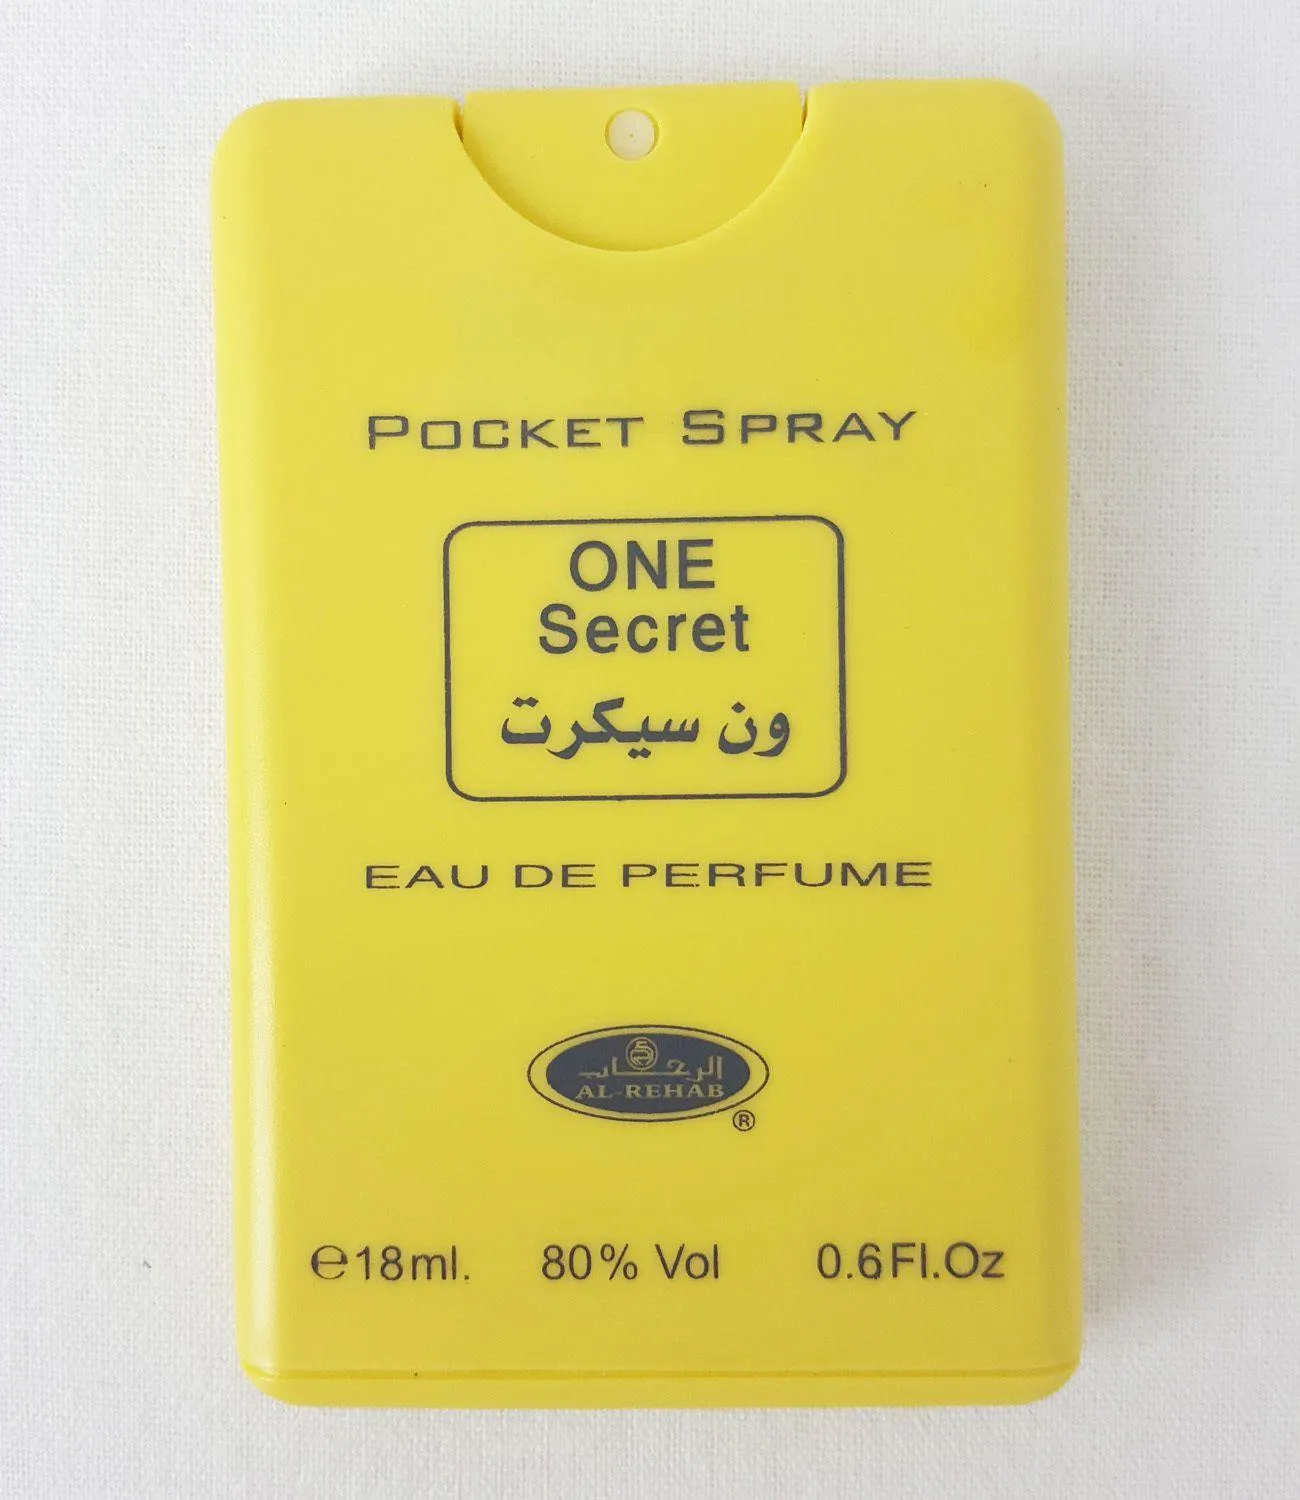 POCKET SPRAY
ONE
Secret
ون سيكرت
EAU DE PERFUME
الرحاب
AL-REHAB
®
℮18ml. 80% Vol 0.6Fl.Oz